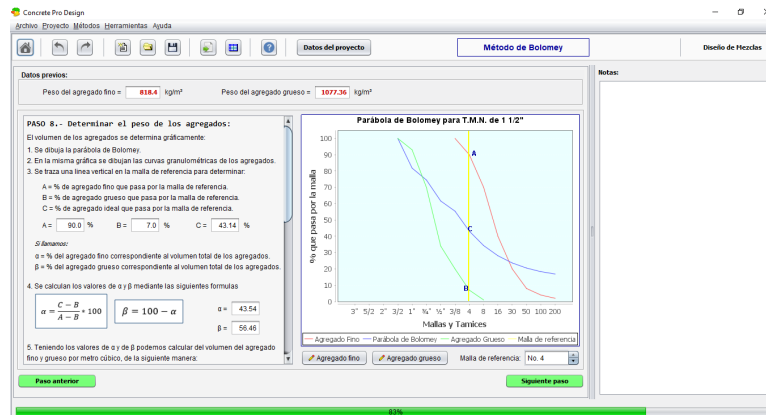 Concrete Pro Design
Archivo Proyecto Métodos Herramientas Ayuda
Datos del proyecto
Método de Bolomey
Diseño de Mezclas
Datos previos:
Peso del agregado fino = 818.4 kg/m³
Peso del agregado grueso = 1077.36 kg/m³
Notas:
PASO 8.- Determinar el peso de los agregados:
El volumen de los agregados se determina gráficamente:
1. Se dibuja la parábola de Bolomey.
2. En la misma gráfica se dibujan las curvas granulométricas de los agregados.
3. Se traza una linea vertical en la malla de referencia para determinar:
A = % de agregado fino que pasa por la malla de referencia.
B = % de agregado grueso que pasa por la malla de referencia.
C = % de agregado ideal que pasa por la malla de referencia.
A = 90.0 % B = 7.0 % C = 43.14 %
Si llamamos:
α = % del agregado fino correspondiente al volumen total de los agregados.
β = % del agregado grueso correspondiente al volumen total de los agregados.
4. Se calculan los valores de α y β mediante las siguientes formulas
α = (C − B)/(A − B) * 100
β = 100 − α
α = 43.54
β = 56.46
5. Teniendo los valores de α y β podemos calcular del volumen del agregado
fino y grueso por metro cúbico, de la siguiente manera:
Parábola de Bolomey para T.M.N. de 1 1/2"
% que pasa por la malla
100
90
80
70
60
50
40
30
20
10
0
A
C
B
3" 5/2 2" 3/2 1" ¾" ½" 3/8 4 8 16 30 50 100 200
Mallas y Tamices
Agregado Fino Parábola de Bolomey Agregado Grueso Malla de referencia
Agregado fino
Agregado grueso
Malla de referencia: No. 4
Paso anterior
Siguiente paso
83%